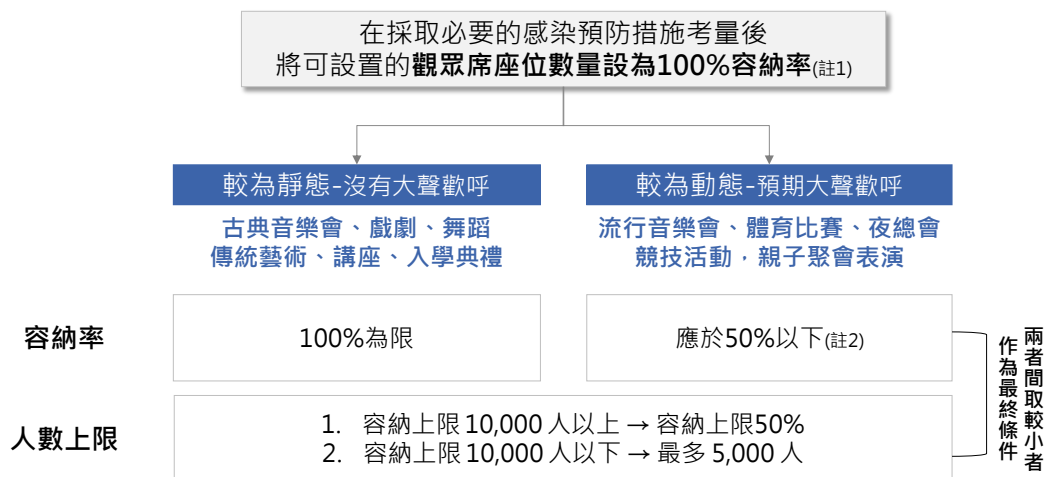 在採取必要的感染預防措施考量後
將可設置的觀眾席座位數量設為100%容納率(註1)
較為靜態-沒有大聲歡呼
古典音樂會、戲劇、舞蹈
傳統藝術、講座、入學典禮
較為動態-預期大聲歡呼
流行音樂會、體育比賽、夜總會
競技活動，親子聚會表演
容納率
100%為限
應於50%以下(註2)
人數上限
1. 容納上限 10,000 人以上 → 容納上限50%
2. 容納上限 10,000 人以下 → 最多 5,000 人
兩者間取較小者
作為最終條件